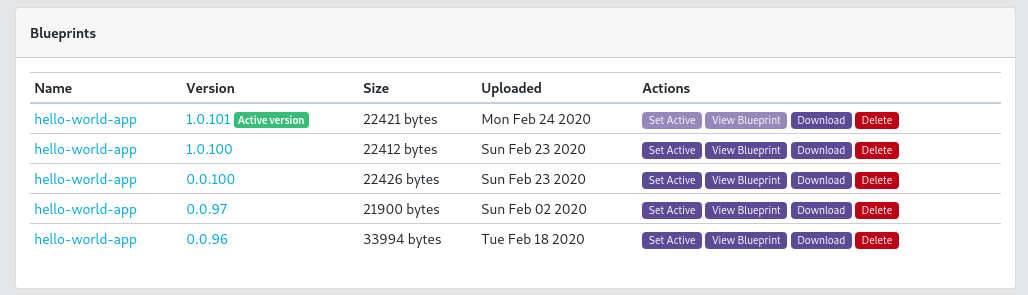 Blueprints
Name Version Size Uploaded Actions
hello-world-app 1.0.101 Active version 22421 bytes Mon Feb 24 2020 Set Active View Blueprint Download Delete
hello-world-app 1.0.100 22412 bytes Sun Feb 23 2020 Set Active View Blueprint Download Delete
hello-world-app 0.0.100 22426 bytes Sun Feb 23 2020 Set Active View Blueprint Download Delete
hello-world-app 0.0.97 21900 bytes Sun Feb 02 2020 Set Active View Blueprint Download Delete
hello-world-app 0.0.96 33994 bytes Tue Feb 18 2020 Set Active View Blueprint Download Delete